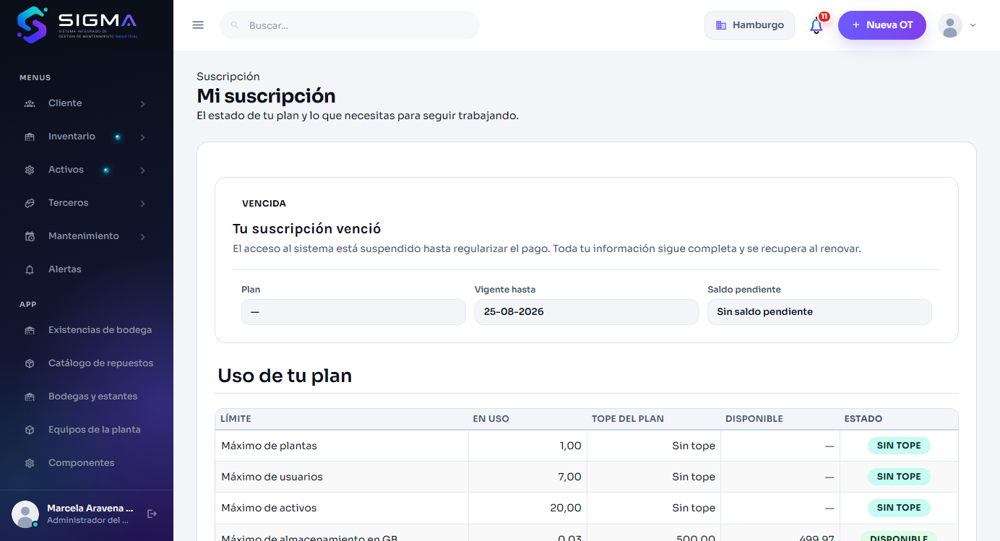 SIGMA
SISTEMA INTEGRADO DE
GESTION DE MANTENIMIENTO INDUSTRIAL
Buscar...
Hamburgo
11
+ Nueva OT
MENUS
Cliente
Inventario
Activos
Terceros
Mantenimiento
Alertas
APP
Existencias de bodega
Catálogo de repuestos
Bodegas y estantes
Equipos de la planta
Componentes
Marcela Aravena ...
Administrador del ...
Suscripción
Mi suscripción
El estado de tu plan y lo que necesitas para seguir trabajando.
VENCIDA
Tu suscripción venció
El acceso al sistema está suspendido hasta regularizar el pago. Toda tu información sigue completa y se recupera al renovar.
Plan Vigente hasta Saldo pendiente
— 25-08-2026 Sin saldo pendiente
Uso de tu plan
LÍMITE EN USO TOPE DEL PLAN DISPONIBLE ESTADO
Máximo de plantas 1,00 Sin tope — SIN TOPE
Máximo de usuarios 7,00 Sin tope — SIN TOPE
Máximo de activos 20,00 Sin tope — SIN TOPE
Máximo de almacenamiento en GB 0,03 500,00 499,97 DISPONIBLE